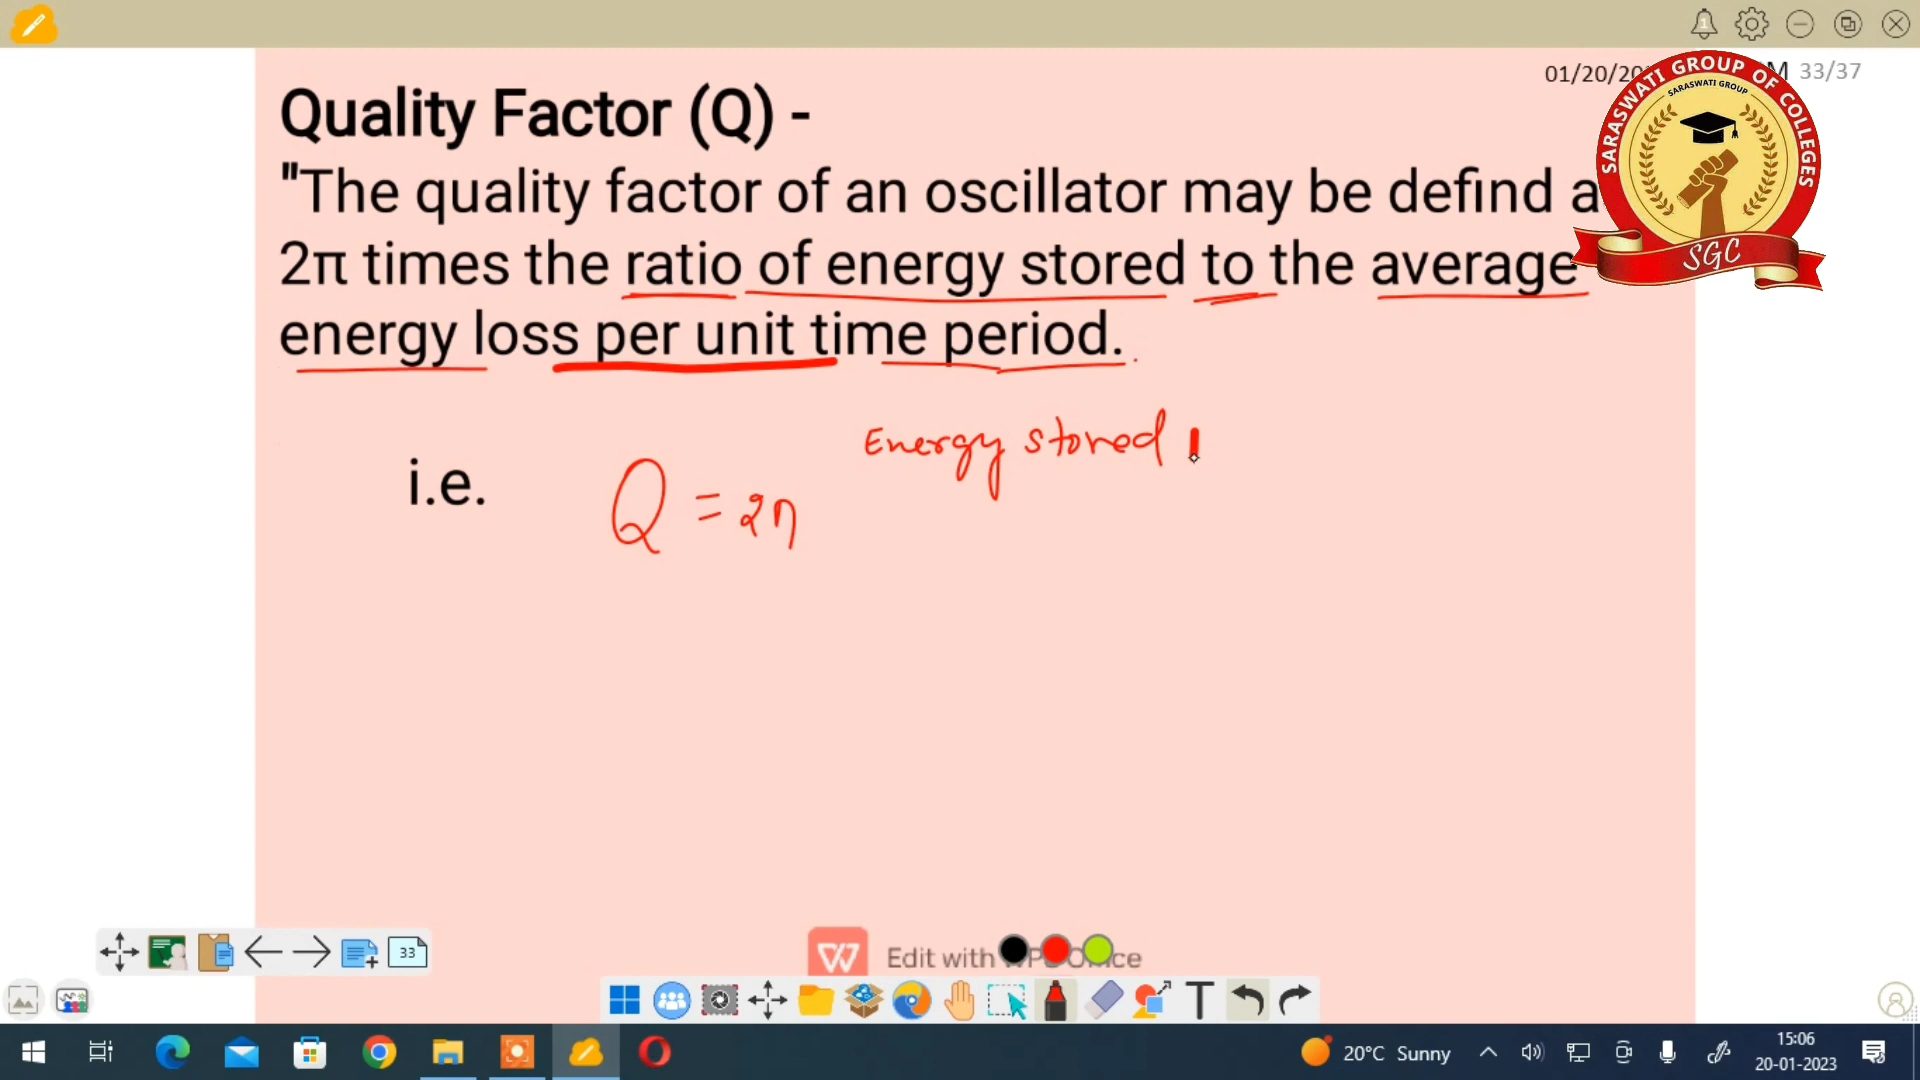 01/20/20
M 33/37
SARASWATI GROUP OF COLLEGES
SARASWATI GROUP
SGC
Quality Factor (Q) -
"The quality factor of an oscillator may be defind a
2π times the ratio of energy stored to the average
energy loss per unit time period.
Energy stored
i.e. Q = 2π
33
Edit with WPS Office
20°C Sunny
15:06
20-01-2023